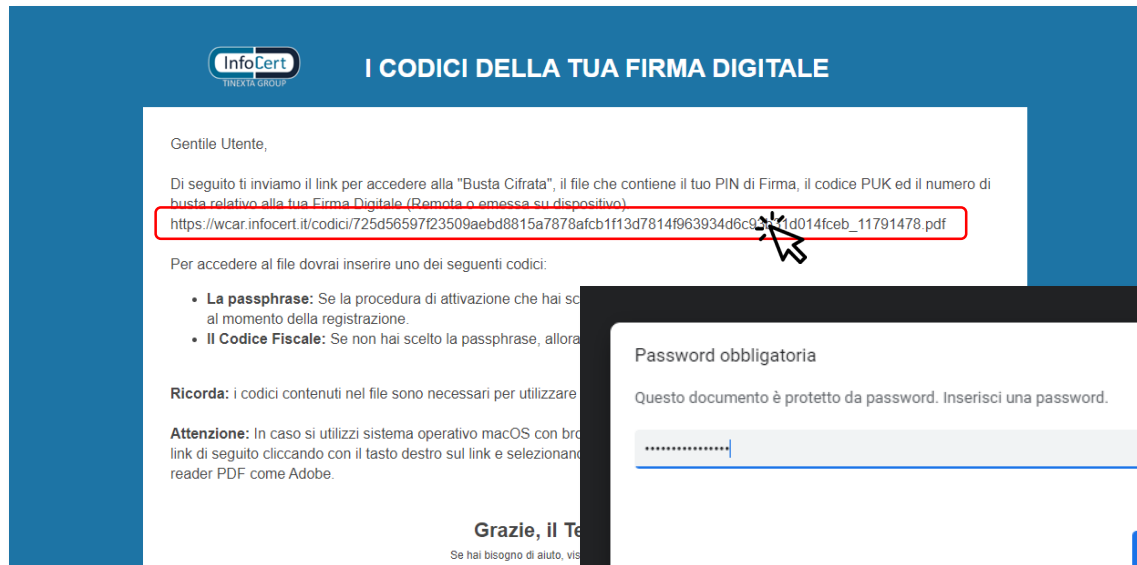 InfoCert
TINEXTA GROUP
I CODICI DELLA TUA FIRMA DIGITALE
Gentile Utente,
Di seguito ti inviamo il link per accedere alla "Busta Cifrata", il file che contiene il tuo PIN di Firma, il codice PUK ed il numero di
busta relativo alla tua Firma Digitale (Remota o emessa su dispositivo)
Per accedere al file dovrai inserire uno dei seguenti codici:
• La passphrase: Se la procedura di attivazione che hai sc
al momento della registrazione.
• Il Codice Fiscale: Se non hai scelto la passphrase, allora
Ricorda: i codici contenuti nel file sono necessari per utilizzare
Attenzione: In caso si utilizzi sistema operativo macOS con bro
link di seguito cliccando con il tasto destro sul link e selezionand
reader PDF come Adobe.
Grazie, il Te
Se hai bisogno di aiuto, vis
Password obbligatoria
Questo documento è protetto da password. Inserisci una password.